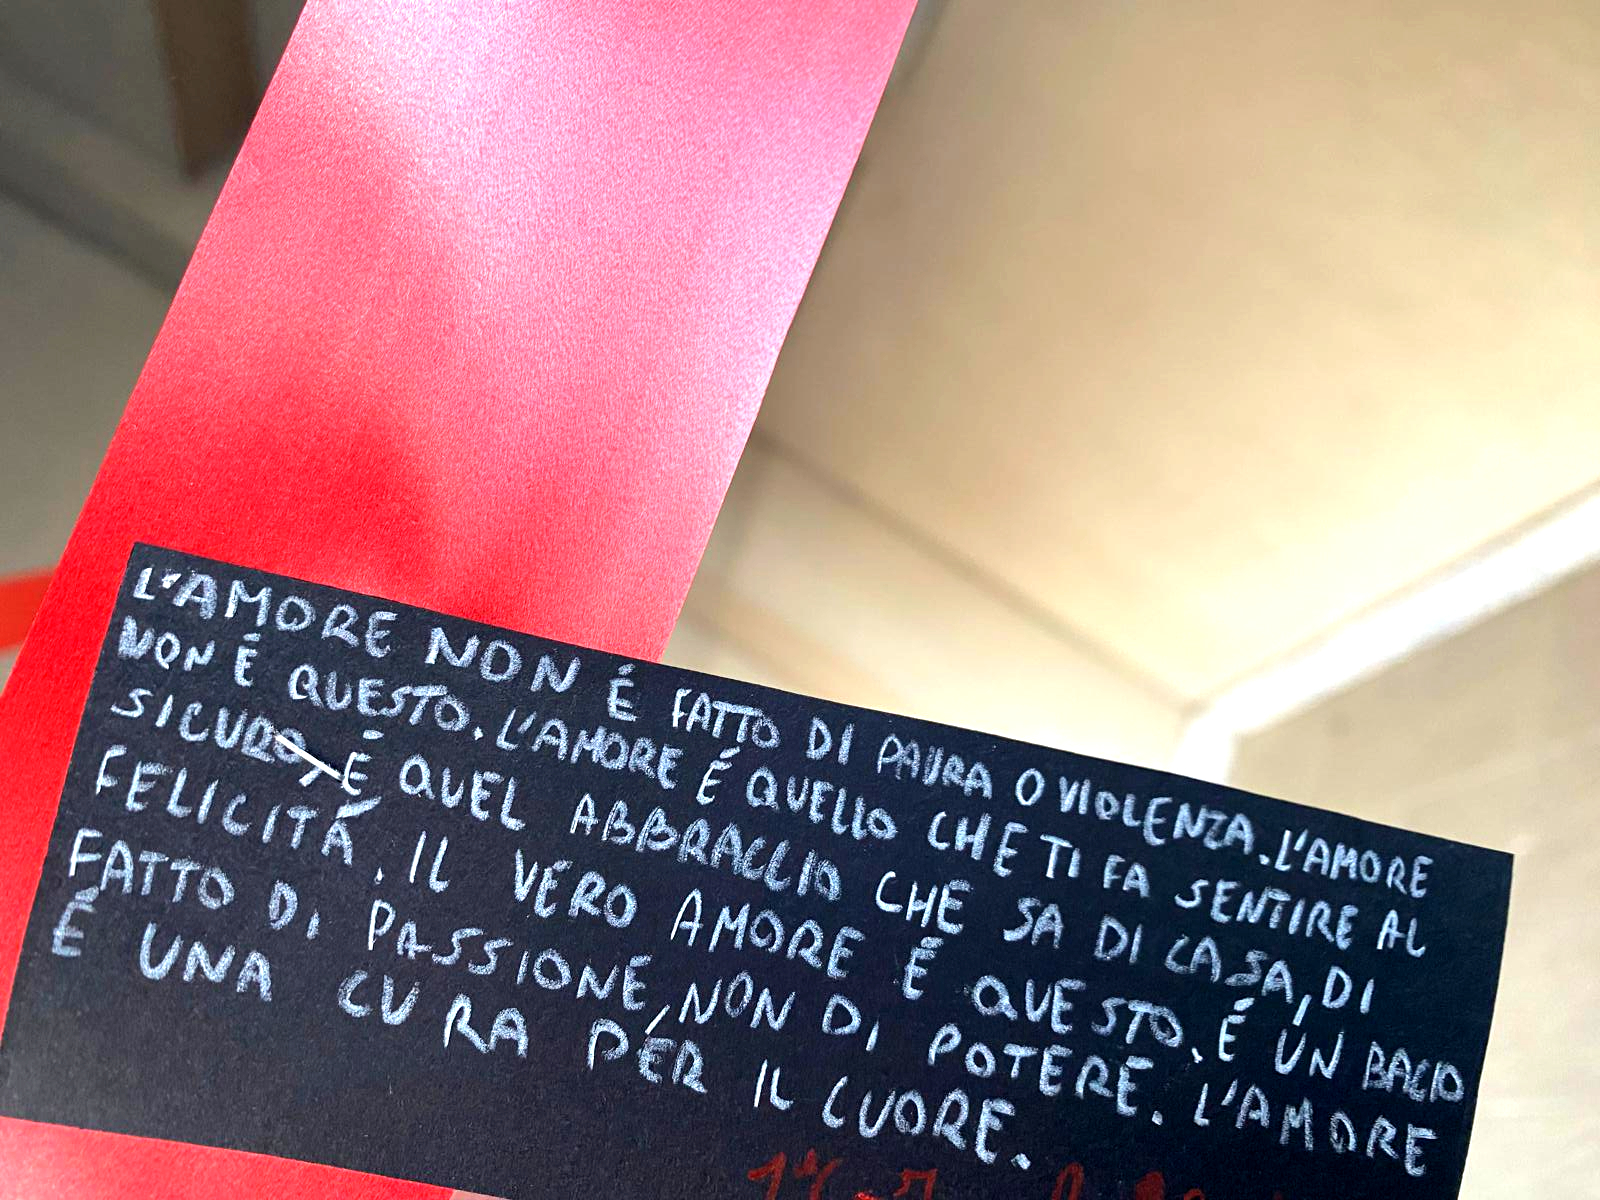 L'AMORE NON É FATTO DI PAURA O VIOLENZA. L'AMORE
NON É QUESTO. L'AMORE É QUELLO CHE TI FA SENTIRE AL
SICURO, É QUEL ABBRACCIO CHE SA DI CASA, DI
FELICITÁ. IL VERO AMORE É QUESTO. É UN BACIO
FATTO DI PASSIONE, NON DI POTERE. L'AMORE
É UNA CURA PÉR IL CUORE.